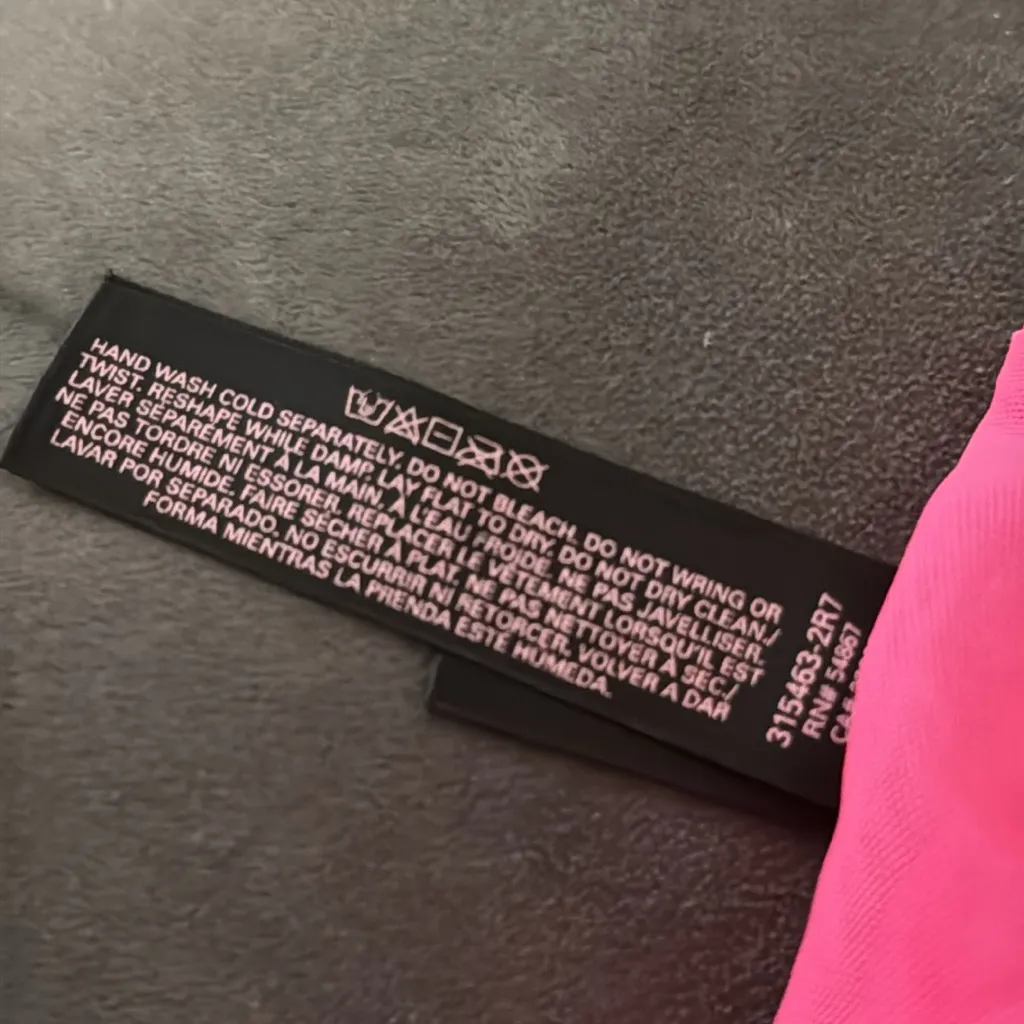 HAND WASH COLD SEPARATELY. DO NOT BLEACH. DO NOT WRING OR
TWIST. RESHAPE WHILE DAMP. LAY FLAT TO DRY. DO NOT DRY CLEAN./
LAVER SÉPARÉMENT À LA MAIN, À L'EAU FROIDE. NE PAS JAVELLISER.
NE PAS TORDRE NI ESSORER. REPLACER LE VÊTEMENT LORSQU'IL EST
ENCORE HUMIDE. FAIRE SÉCHER À PLAT. NE PAS NETTOYER À SEC./
LAVAR POR SEPARADO. NO ESCURRIR NI RETORCER. VOLVER A DAR
FORMA MIENTRAS LA PRENDA ESTÉ HÚMEDA.
315463-2R7
RN# 54867